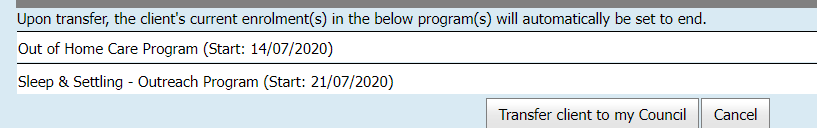 Upon transfer, the client's current enrolment(s) in the below program(s) will automatically be set to end.
Out of Home Care Program (Start: 14/07/2020)
Sleep & Settling - Outreach Program (Start: 21/07/2020)
Transfer client to my Council Cancel